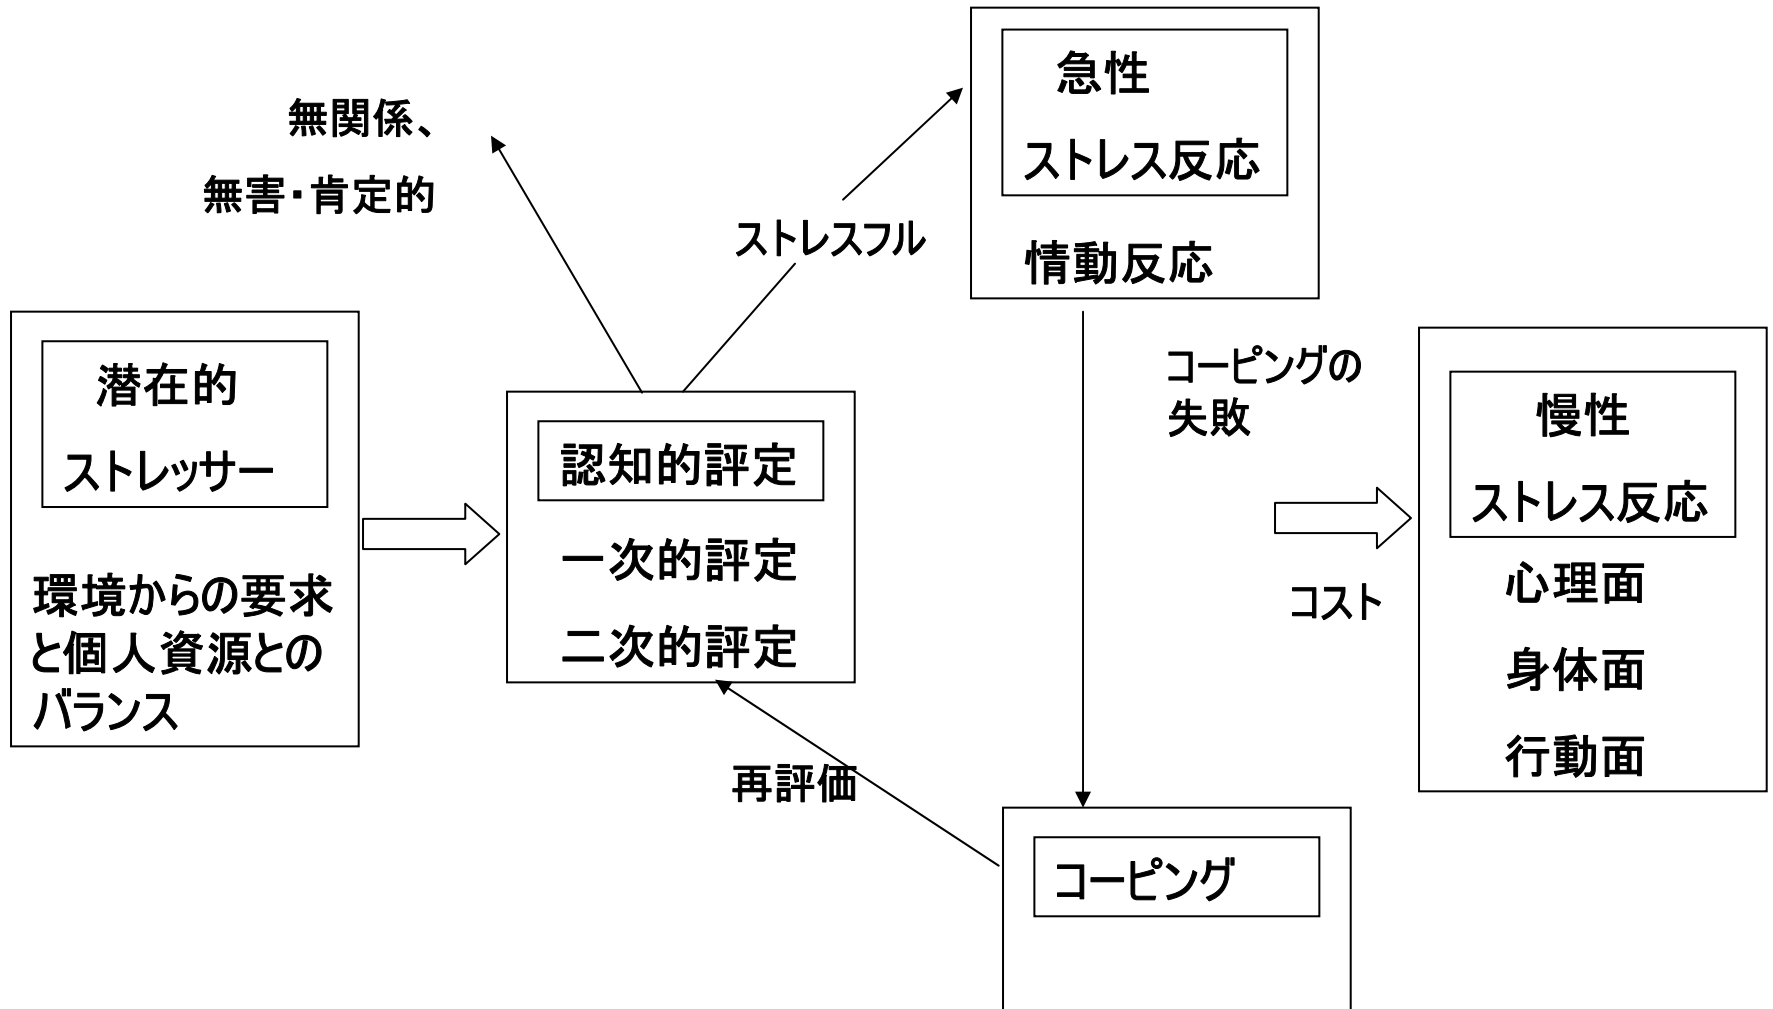 無関係、
無害・肯定的
ストレスフル
急性
ストレス反応
情動反応
潜在的
ストレッサー
環境からの要求
と個人資源との
バランス
認知的評定
一次的評定
二次的評定
コーピングの
失敗
コスト
慢性
ストレス反応
心理面
身体面
行動面
再評価
コーピング